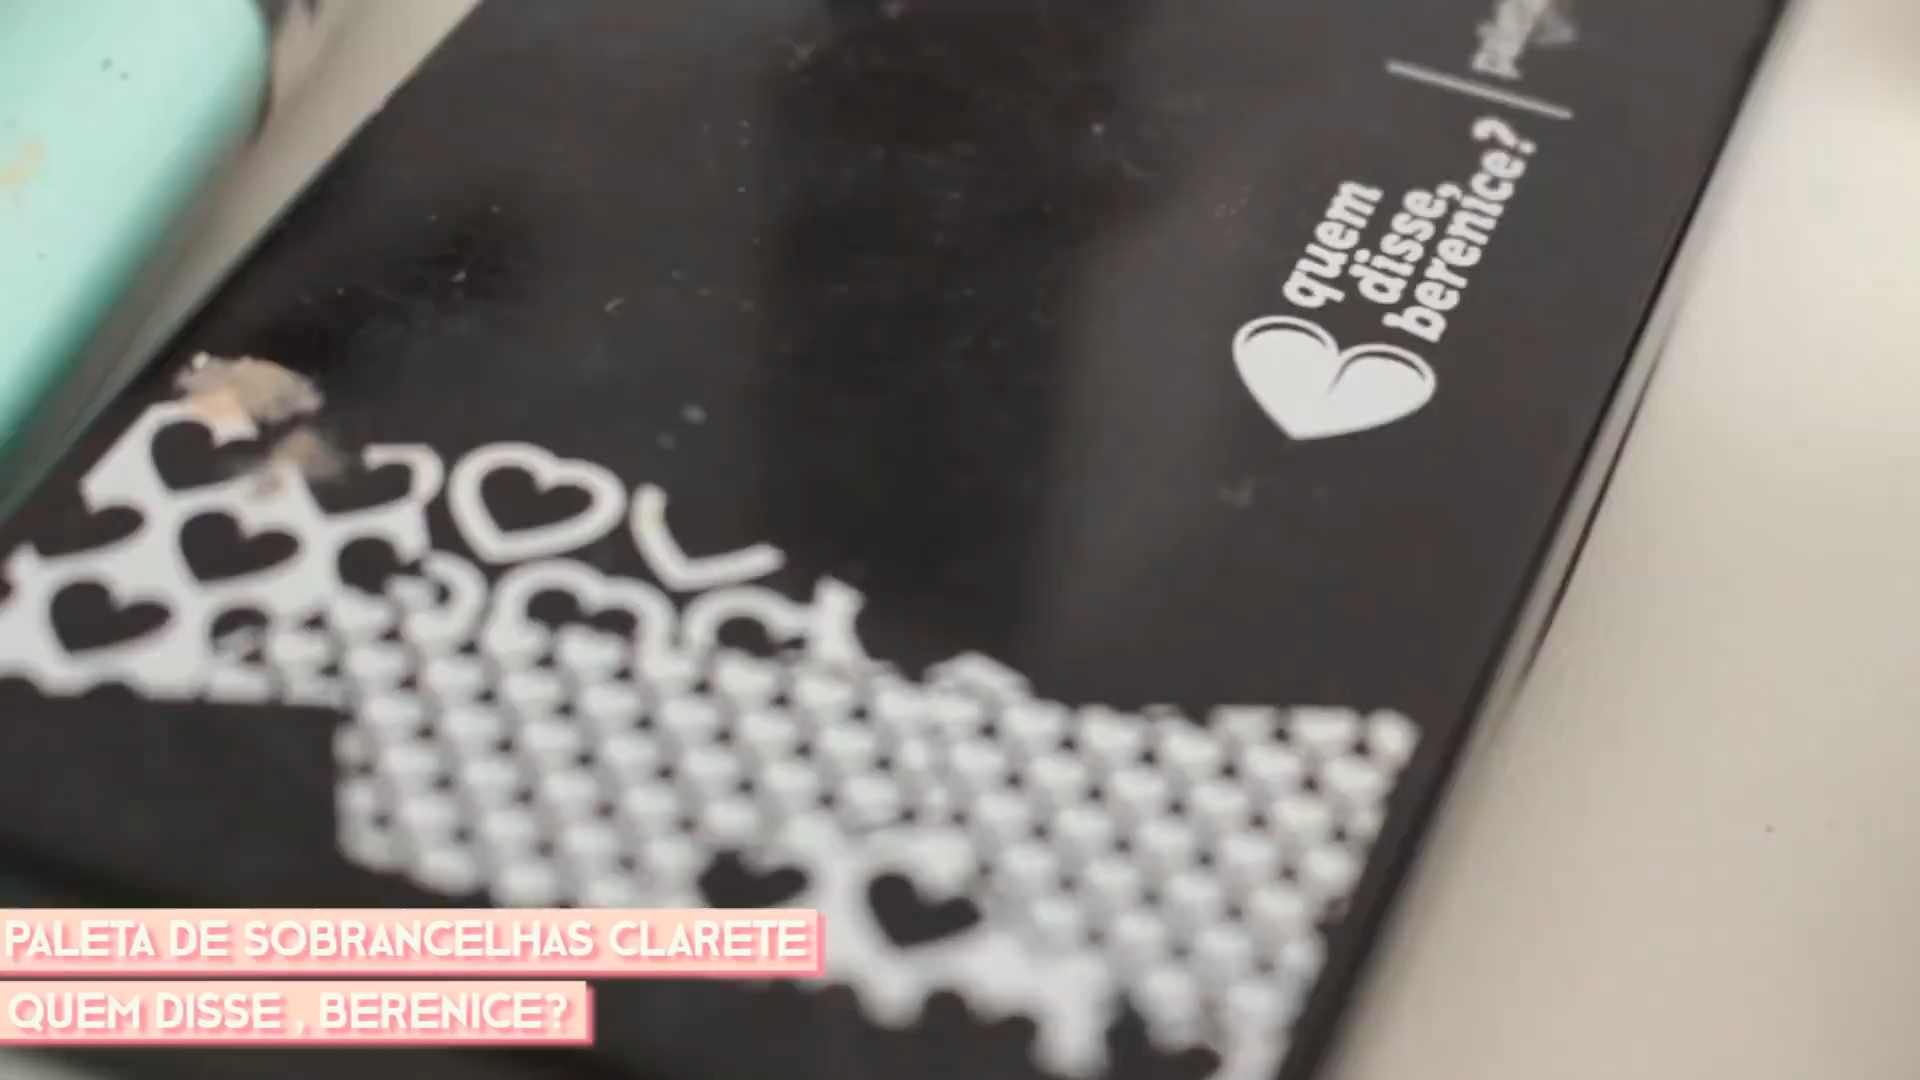 quem
disse,
berenice?
PALETA DE SOBRANCELHAS CLARETE
QUEM DISSE, BERENICE?